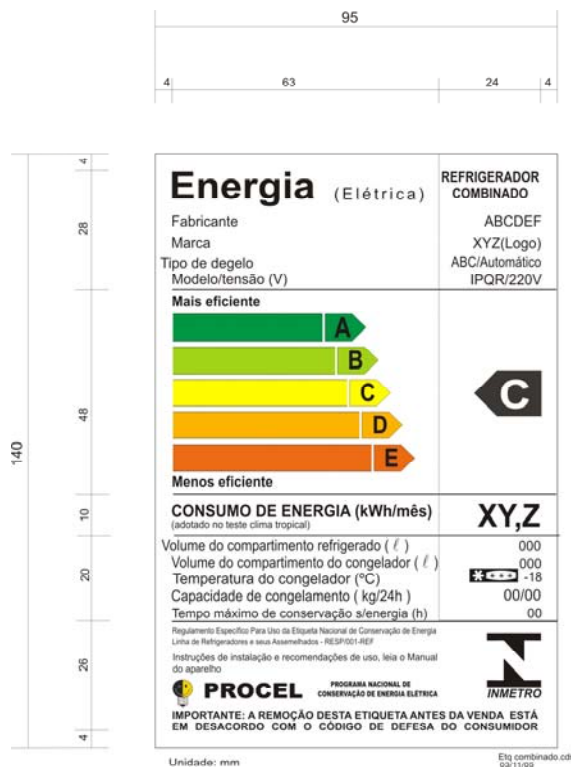 95
4 63 24 4
140
4
28
48
10
20
26
4
Energia (Elétrica)
REFRIGERADOR
COMBINADO
Fabricante ABCDEF
Marca XYZ(Logo)
Tipo de degelo ABC/Automático
Modelo/tensão (V) IPQR/220V
Mais eficiente
A
B
C
D
E
C
Menos eficiente
CONSUMO DE ENERGIA (kWh/mês) XY,Z
(adotado no teste clima tropical)
Volume do compartimento refrigerado ( ℓ ) 000
Volume do compartimento do congelador ( ℓ ) 000
Temperatura do congelador (ºC) -18
Capacidade de congelamento ( kg/24h ) 00/00
Tempo máximo de conservação s/energia (h) 00
Regulamento Específico Para Uso da Etiqueta Nacional de Conservação de Energia
Linha de Refrigeradores e seus Assemelhados - RESP/001-REF
Instruções de instalação e recomendações de uso, leia o Manual
do aparelho
PROCEL
PROGRAMA NACIONAL DE
CONSERVAÇÃO DE ENERGIA ELÉTRICA
INMETRO
IMPORTANTE: A REMOÇÃO DESTA ETIQUETA ANTES DA VENDA ESTÁ
EM DESACORDO COM O CÓDIGO DE DEFESA DO CONSUMIDOR
Unidade: mm
Etq combinado.cdr